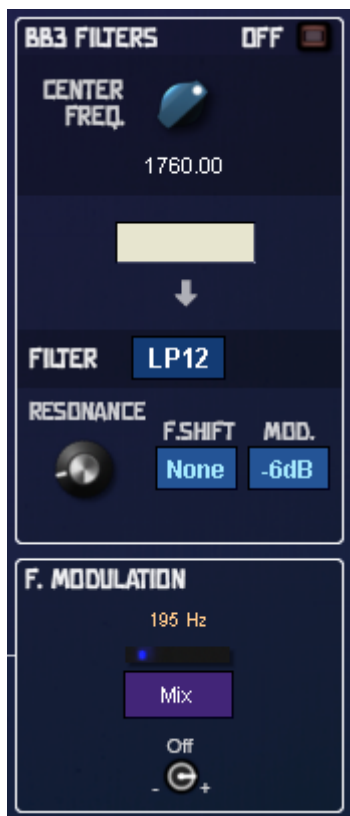 BB3 FILTERS OFF
CENTER
FREQ.
1760.00
FILTER LP12
RESONANCE
F.SHIFT MOD.
None -6dB
F. MODULATION
195 Hz
Mix
Off
- +